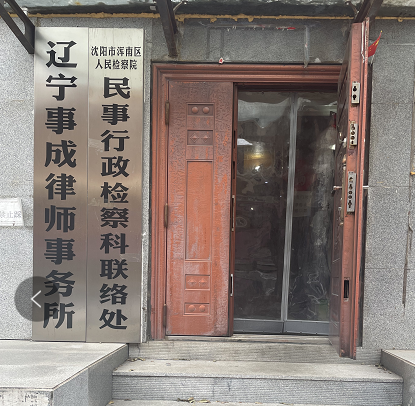 辽宁事成律师事务所
沈阳市浑南区
人民检察院
民事行政检察科联络处